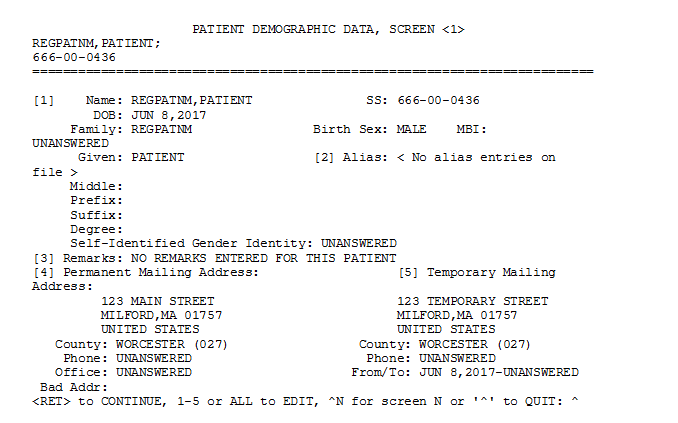 PATIENT DEMOGRAPHIC DATA, SCREEN <1>
REGPATNM,PATIENT;
666-00-0436
==========================================================================
[1]    Name: REGPATNM,PATIENT               SS: 666-00-0436
        DOB: JUN 8,2017
     Family: REGPATNM                Birth Sex: MALE    MBI:
UNANSWERED
      Given: PATIENT                 [2] Alias: < No alias entries on
file >
     Middle:
     Prefix:
     Suffix:
     Degree:
     Self-Identified Gender Identity: UNANSWERED
[3] Remarks: NO REMARKS ENTERED FOR THIS PATIENT
[4] Permanent Mailing Address:                  [5] Temporary Mailing
Address:
         123 MAIN STREET                        123 TEMPORARY STREET
         MILFORD,MA 01757                       MILFORD,MA 01757
         UNITED STATES                          UNITED STATES
   County: WORCESTER (027)                 County: WORCESTER (027)
    Phone: UNANSWERED                       Phone: UNANSWERED
   Office: UNANSWERED                     From/To: JUN 8,2017-UNANSWERED
 Bad Addr:
<RET> to CONTINUE, 1-5 or ALL to EDIT, ^N for screen N or '^' to QUIT: ^